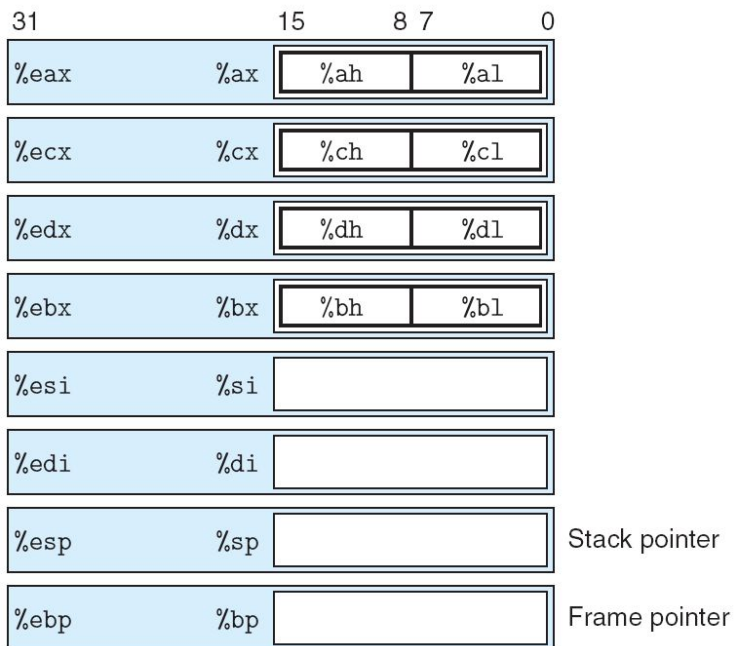 31 15 8 7 0
%eax %ax %ah %al
%ecx %cx %ch %cl
%edx %dx %dh %dl
%ebx %bx %bh %bl
%esi %si
%edi %di
%esp %sp Stack pointer
%ebp %bp Frame pointer